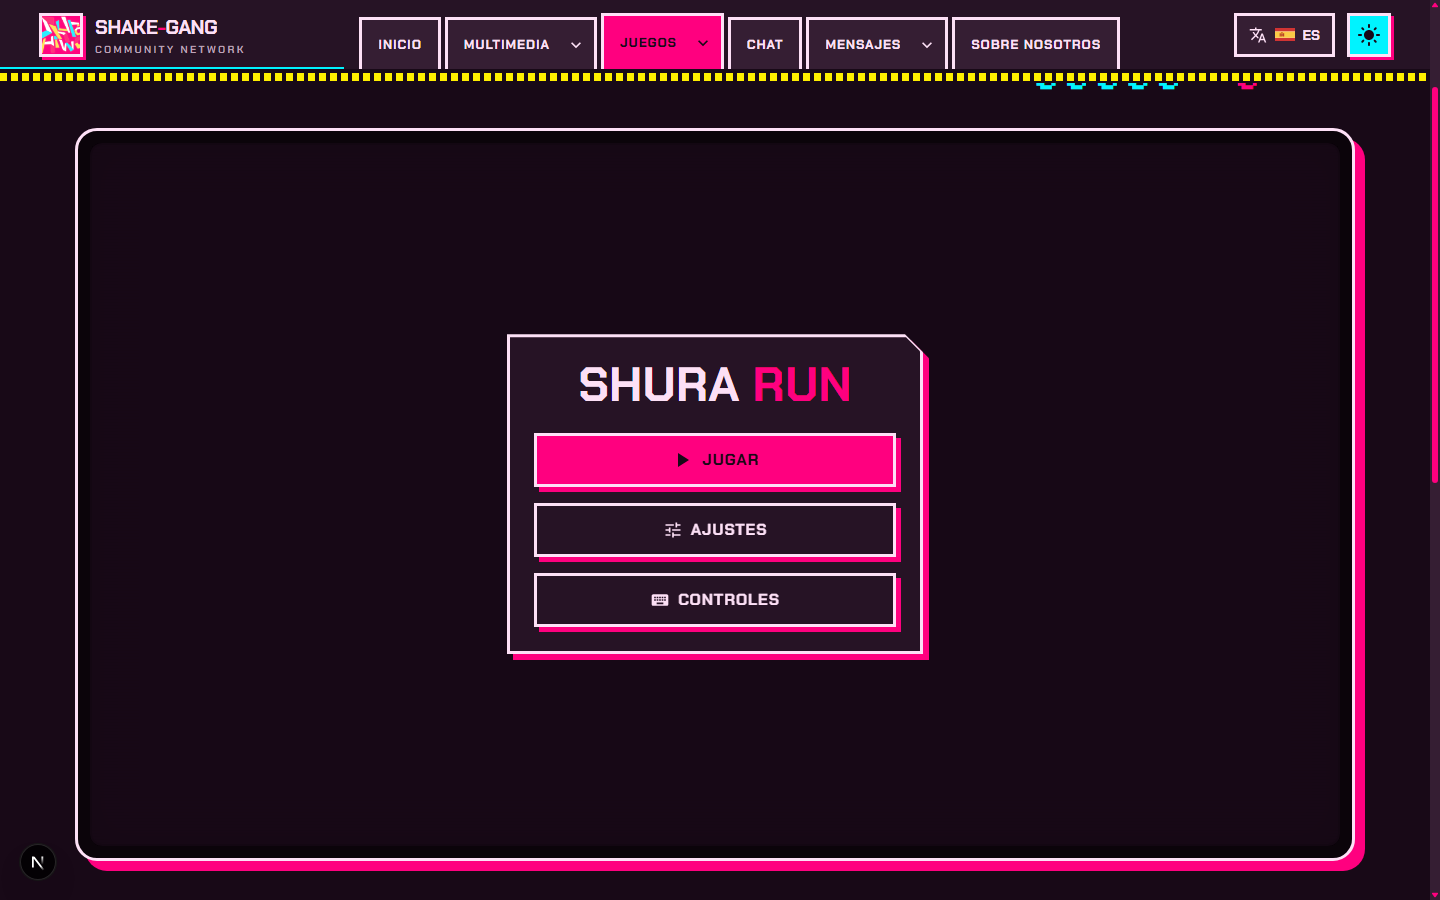 SHAKE-GANG
COMMUNITY NETWORK
INICIO
MULTIMEDIA
JUEGOS
CHAT
MENSAJES
SOBRE NOSOTROS
ES
SHURA RUN
JUGAR
AJUSTES
CONTROLES
N